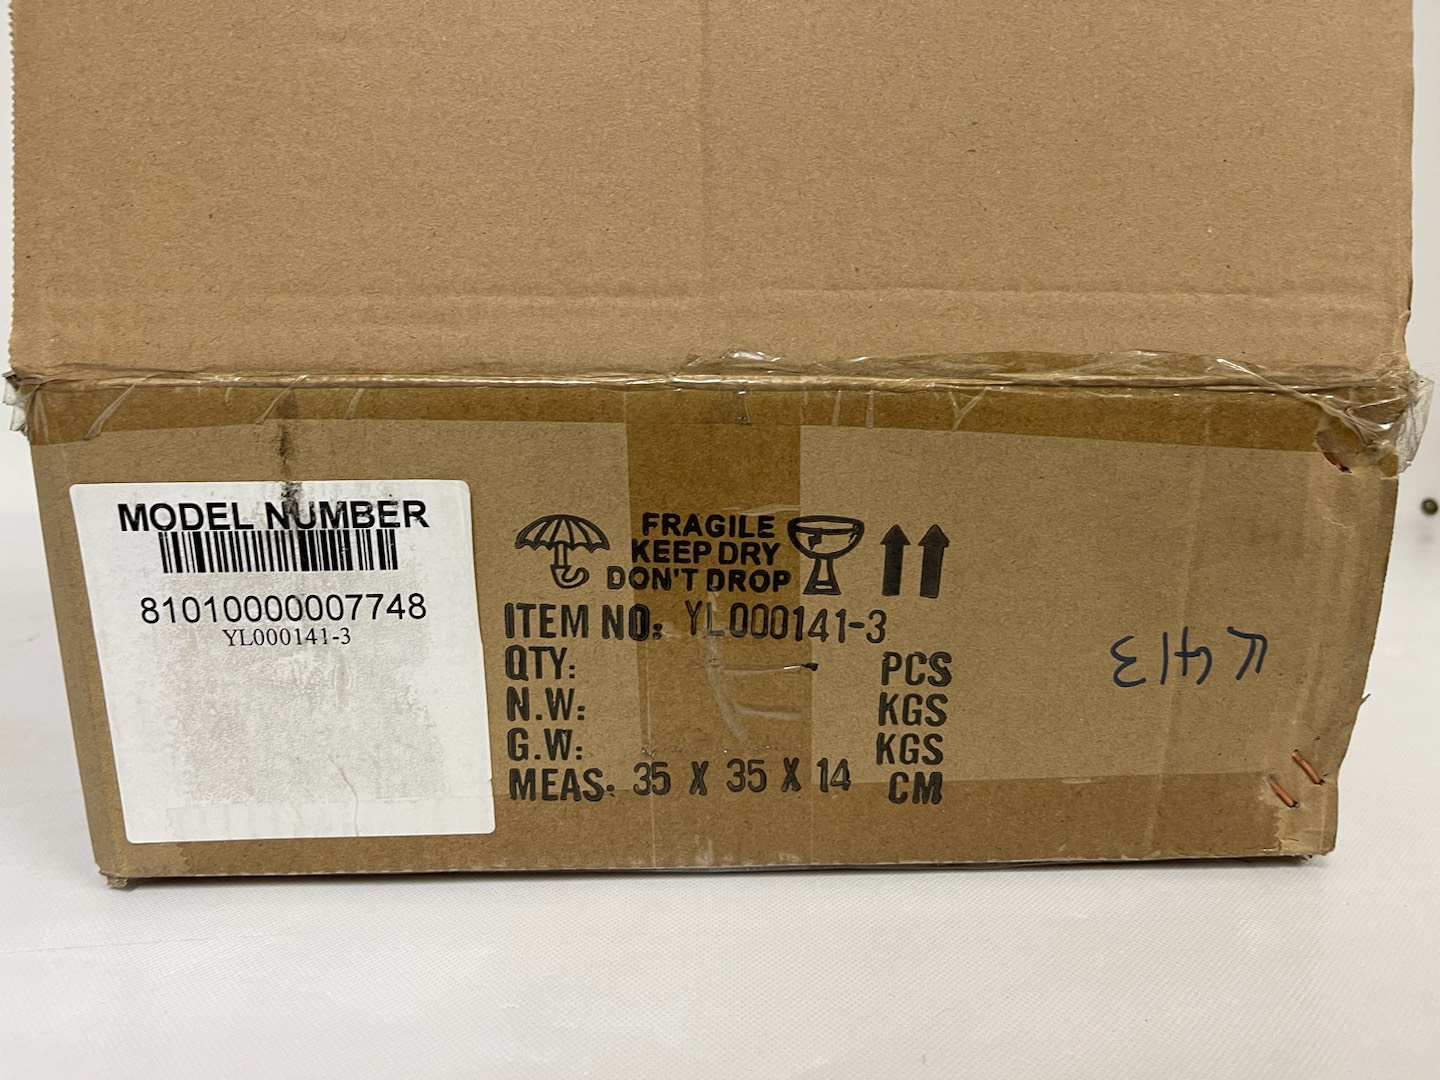 MODEL NUMBER
81010000007748
YL000141-3
FRAGILE
KEEP DRY
DON'T DROP
ITEM NO: YL000141-3
QTY: PCS
N.W: KGS
G.W: KGS
MEAS: 35 X 35 X 14 CM